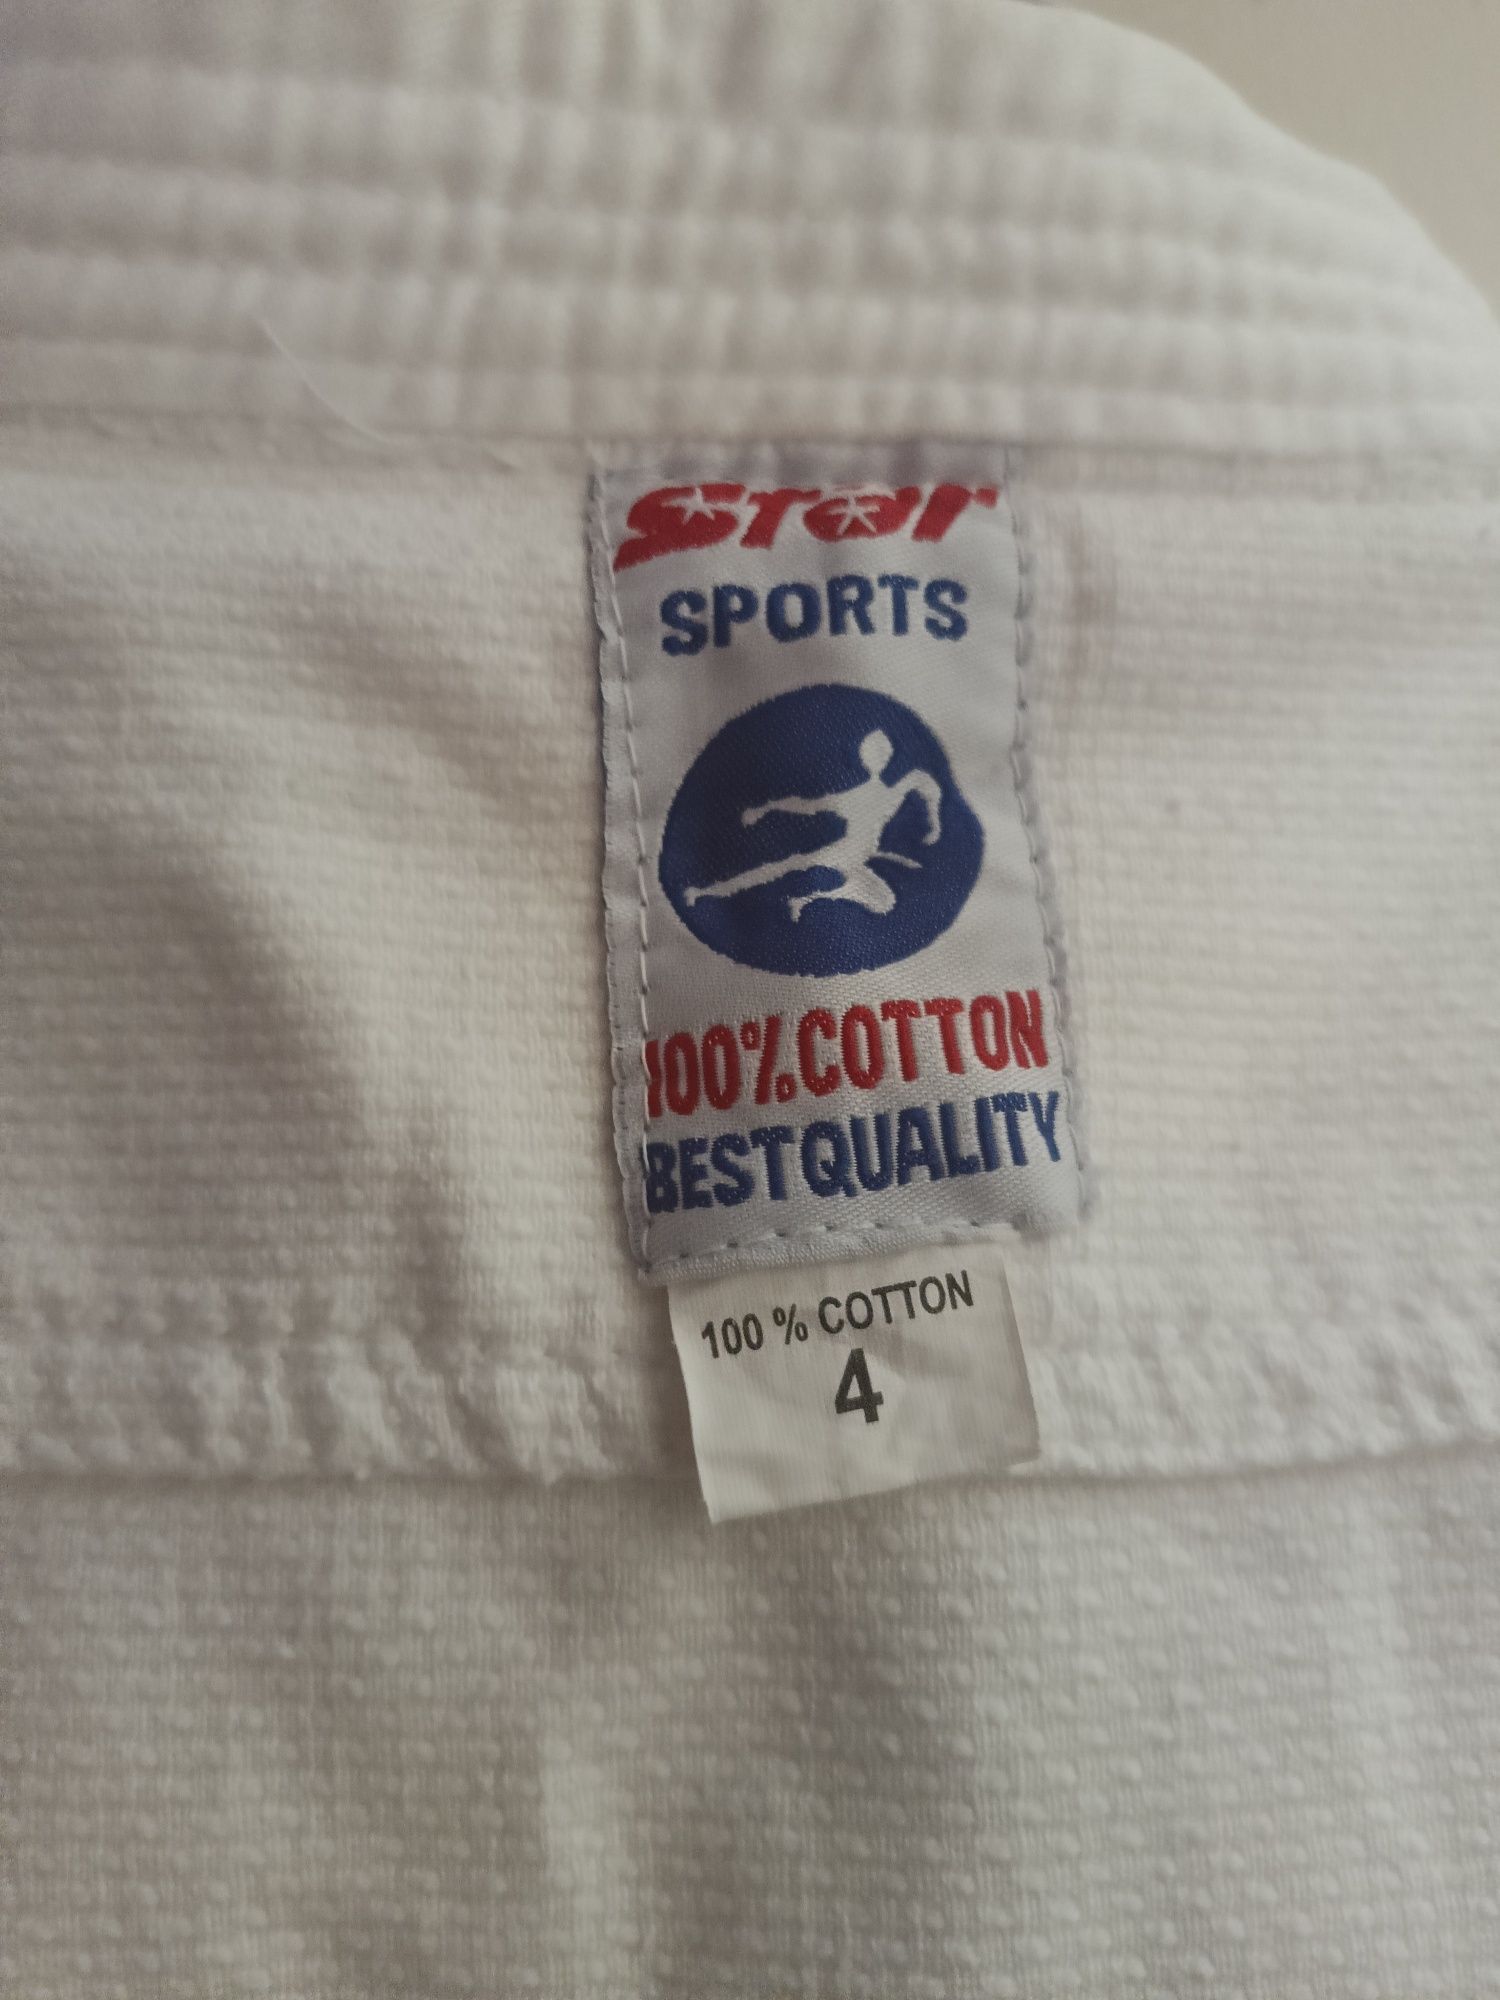 Star
SPORTS
100%COTTON
BESTQUALITY
100 % COTTON
4